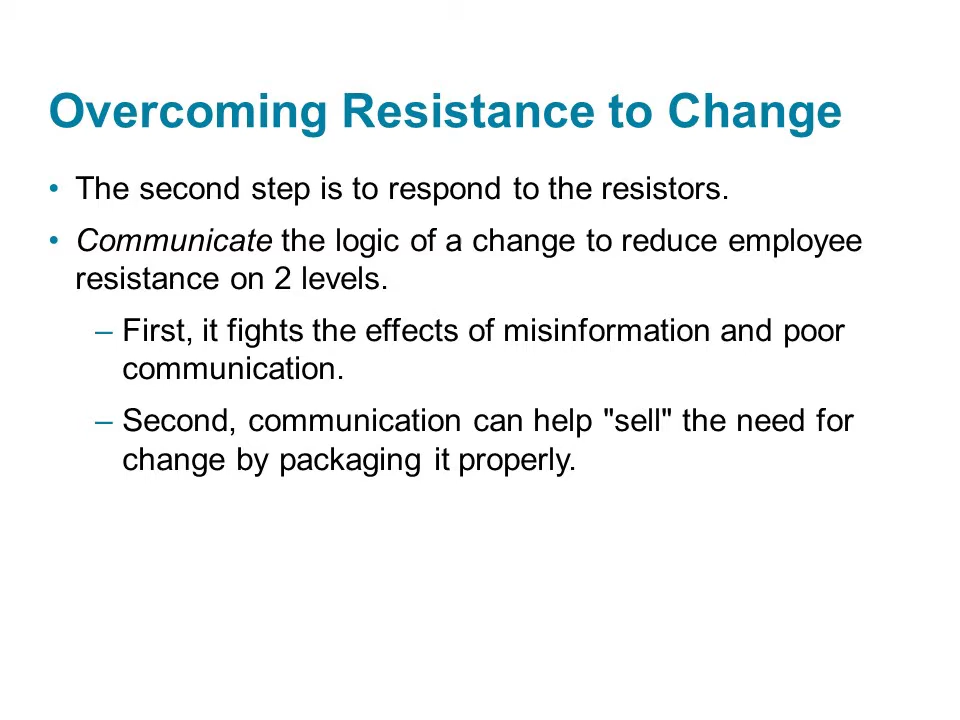 Overcoming Resistance to Change
• The second step is to respond to the resistors.
• Communicate the logic of a change to reduce employee
resistance on 2 levels.
– First, it fights the effects of misinformation and poor
communication.
– Second, communication can help "sell" the need for
change by packaging it properly.